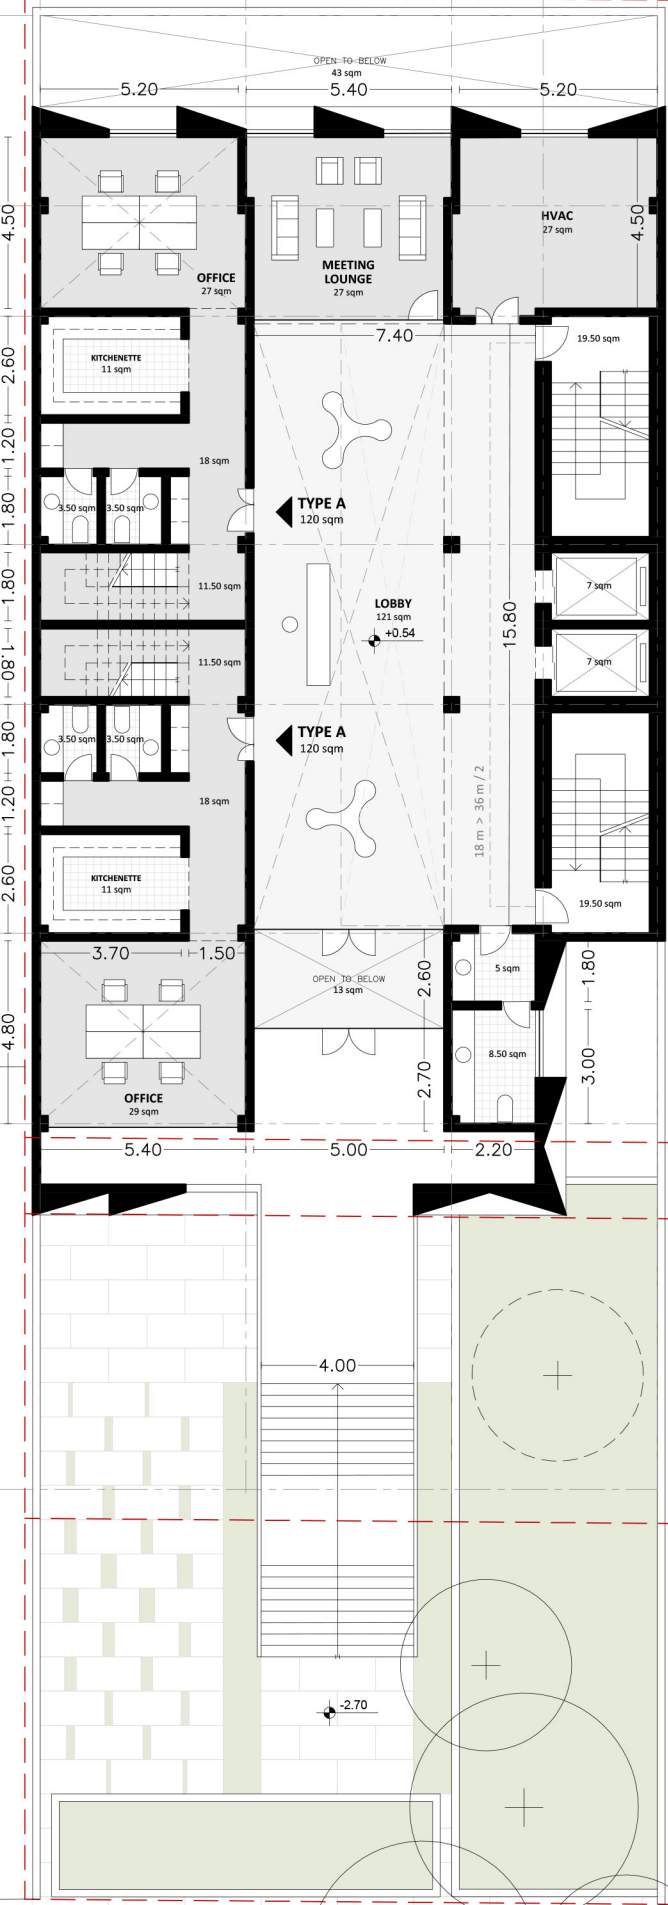 OPEN TO BELOW
43 sqm
5.20
5.40
5.20
4.50
4.50
HVAC
27 sqm
OFFICE
27 sqm
MEETING
LOUNGE
27 sqm
7.40
19.50 sqm
2.60
KITCHENETTE
11 sqm
1.20
18 sqm
1.80
3.50 sqm
3.50 sqm
TYPE A
120 sqm
1.80
11.50 sqm
7 sqm
LOBBY
121 sqm
+0.54
15.80
1.80
11.50 sqm
7 sqm
1.80
3.50 sqm
3.50 sqm
TYPE A
120 sqm
1.20
18 sqm
18 m > 36 m / 2
2.60
KITCHENETTE
11 sqm
19.50 sqm
3.70
1.50
OPEN TO BELOW
13 sqm
2.60
5 sqm
1.80
4.80
8.50 sqm
3.00
2.70
OFFICE
29 sqm
5.40
5.00
2.20
4.00
-2.70